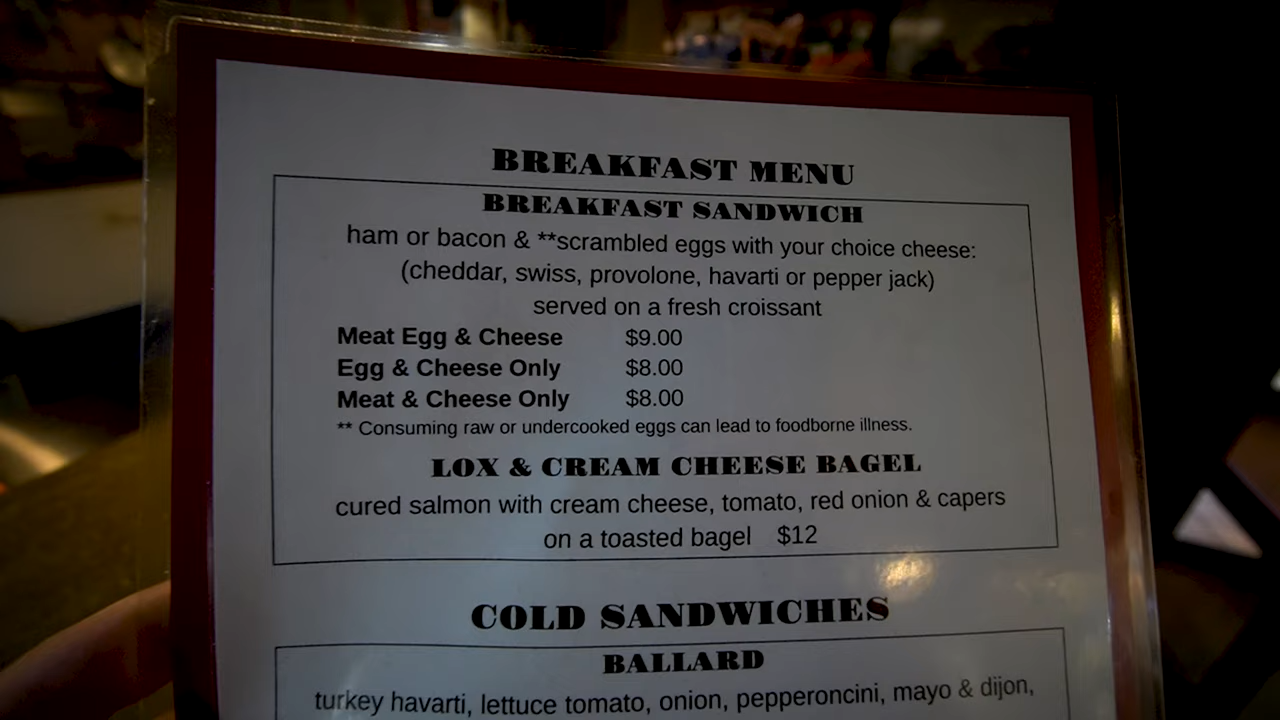 BREAKFAST MENU
BREAKFAST SANDWICH
ham or bacon & **scrambled eggs with your choice cheese:
(cheddar, swiss, provolone, havarti or pepper jack)
served on a fresh croissant
Meat Egg & Cheese $9.00
Egg & Cheese Only $8.00
Meat & Cheese Only $8.00
** Consuming raw or undercooked eggs can lead to foodborne illness.
LOX & CREAM CHEESE BAGEL
cured salmon with cream cheese, tomato, red onion & capers
on a toasted bagel $12
COLD SANDWICHES
BALLARD
turkey havarti, lettuce tomato, onion, pepperoncini, mayo & dijon,